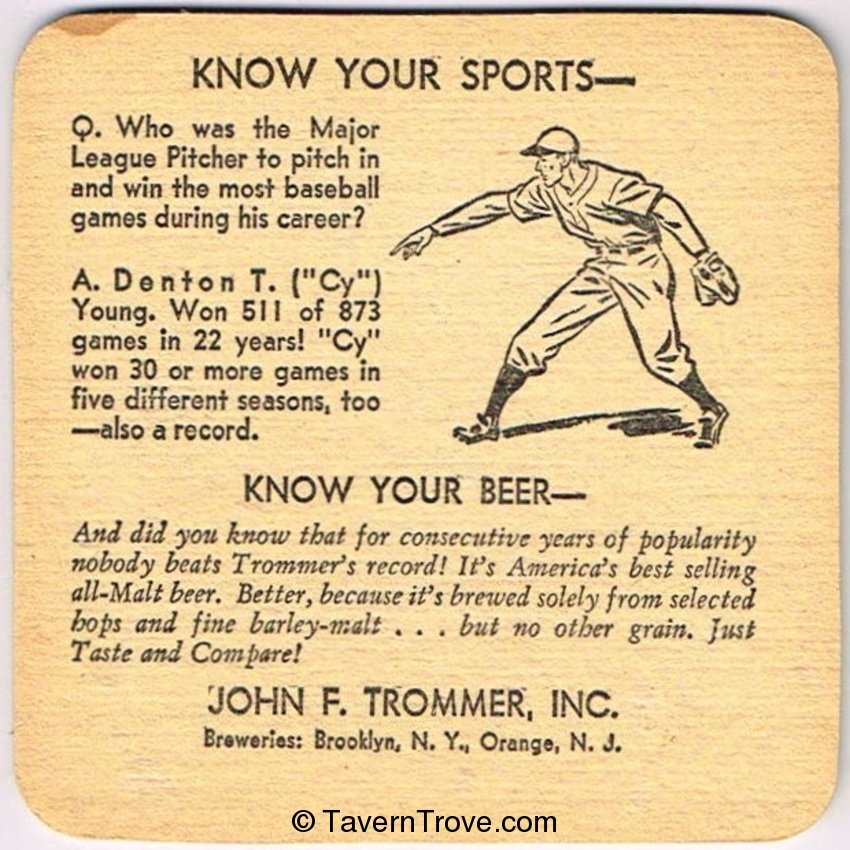 KNOW YOUR SPORTS—
Q. Who was the Major
League Pitcher to pitch in
and win the most baseball
games during his career?
A. Denton T. ("Cy")
Young. Won 511 of 873
games in 22 years! "Cy"
won 30 or more games in
five different seasons, too
—also a record.
KNOW YOUR BEER—
And did you know that for consecutive years of popularity
nobody beats Trommer's record! It's America's best selling
all-Malt beer. Better, because it's brewed solely from selected
hops and fine barley-malt . . . but no other grain. Just
Taste and Compare!
JOHN F. TROMMER, INC.
Breweries: Brooklyn, N. Y., Orange, N. J.
© TavernTrove.com